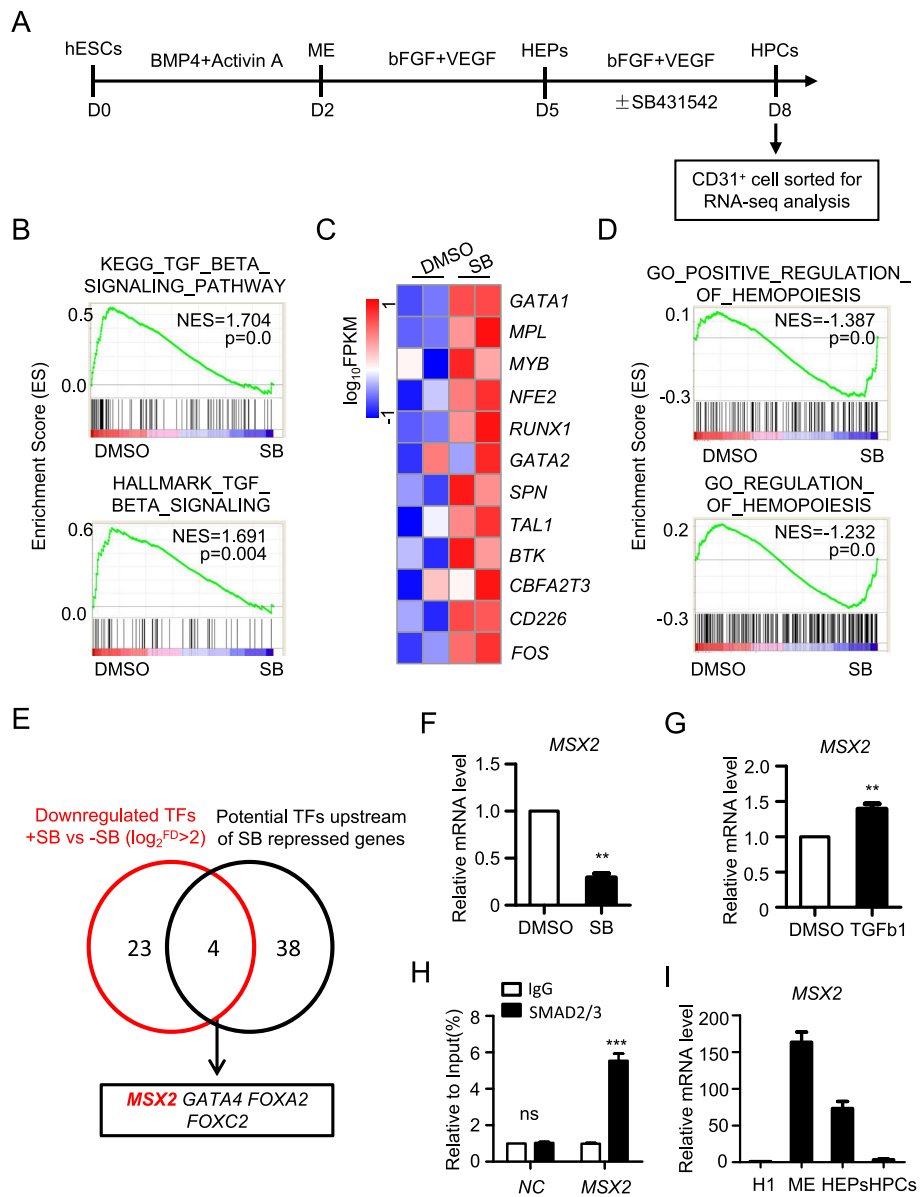 A
hESCs
BMP4+Activin A
ME
bFGF+VEGF
HEPs
bFGF+VEGF
HPCs
D0
D2
D5
±SB431542
D8
CD31⁺ cell sorted for
RNA-seq analysis
B
KEGG_TGF_BETA_
SIGNALING_PATHWAY
Enrichment Score (ES)
0.5
0.0
NES=1.704
p=0.0
DMSO
SB
HALLMARK_TGF_
BETA_SIGNALING
0.6
0.0
NES=1.691
p=0.004
DMSO
SB
C
DMSO
SB
1
log₁₀FPKM
-1
GATA1
MPL
MYB
NFE2
RUNX1
GATA2
SPN
TAL1
BTK
CBFA2T3
CD226
FOS
D
GO_POSITIVE_REGULATION_
OF_HEMOPOIESIS
Enrichment Score (ES)
0.1
-0.3
NES=-1.387
p=0.0
DMSO
SB
GO_REGULATION_
OF_HEMOPOIESIS
0.2
-0.3
NES=-1.232
p=0.0
DMSO
SB
E
Downregulated TFs
+SB vs -SB (log₂ᶠᴰ>2)
Potential TFs upstream
of SB repressed genes
23
4
38
MSX2 GATA4 FOXA2
FOXC2
F
MSX2
Relative mRNA level
1.5
1.0
0.5
0
**
DMSO
SB
G
MSX2
Relative mRNA level
2.0
1.5
1.0
0.5
0.0
**
DMSO
TGFb1
H
IgG
SMAD2/3
Relative to Input(%)
8
6
4
2
0
ns
***
NC
MSX2
I
MSX2
Relative mRNA level
200
150
100
50
0
H1
ME
HEPs
HPCs